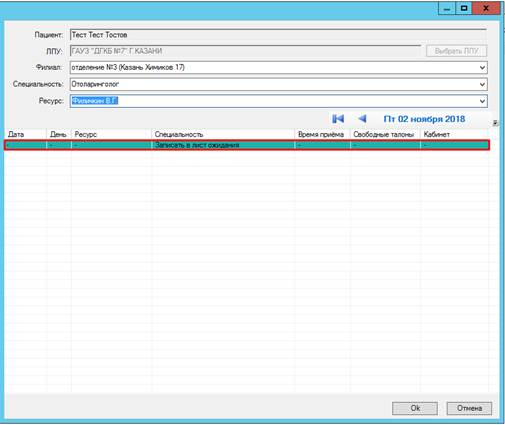 Пациент: Тест Тест Тостов
ЛПУ: ГАУЗ "ДГКБ №7" Г.КАЗАНИ Выбрать ЛПУ
Филиал: отделение №3 (Казань Химиков 17)
Специальность: Отоларинголог
Ресурс: Филичкин В.Г.
Пт 02 ноября 2018
Дата День Ресурс Специальность Время приёма Свободные талоны Кабинет
- - - Записать в лист ожидания - - -
Ok Отмена